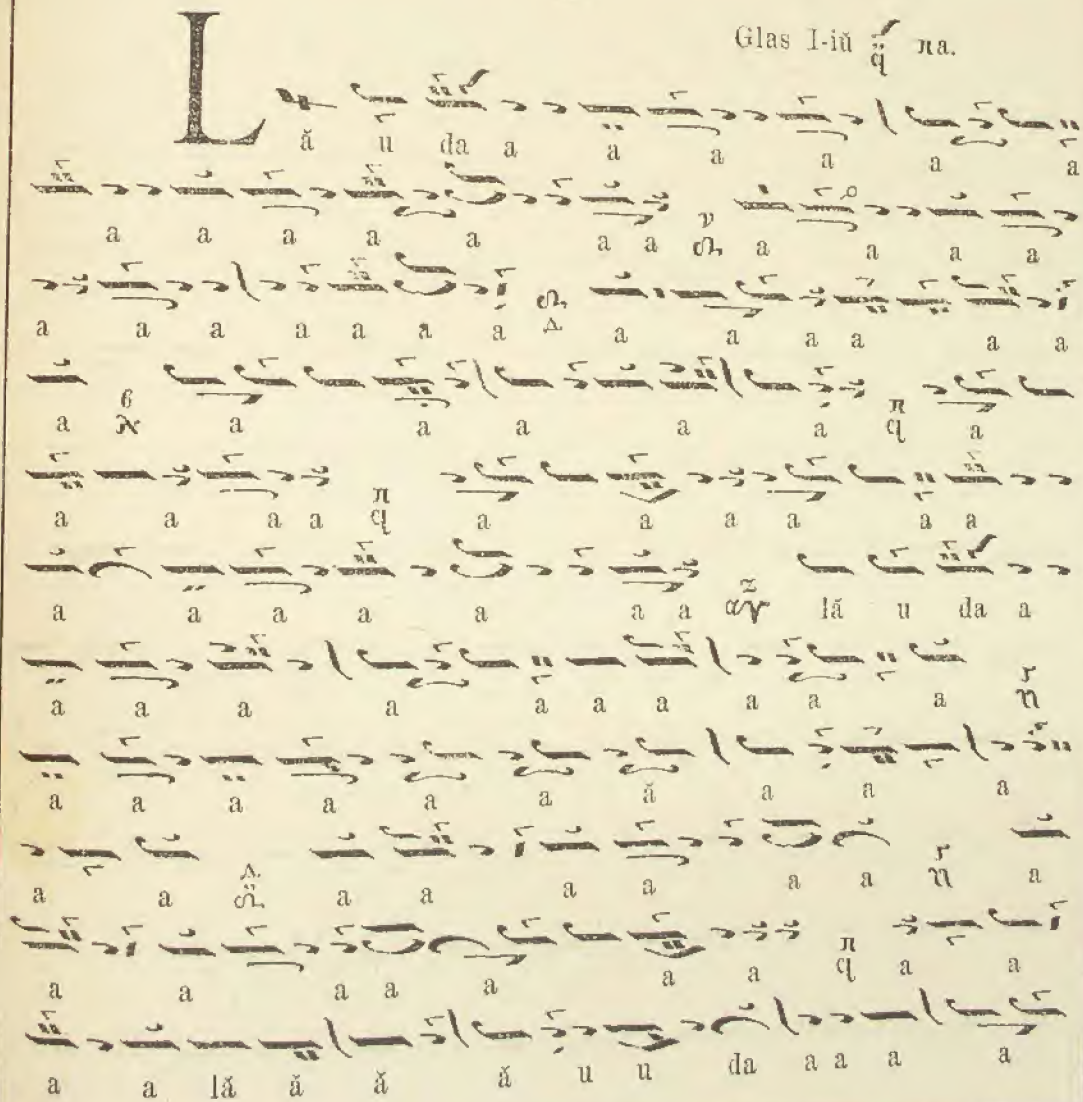 Glas I-iŭ πa.
L ă u da a a a a a a
a a a a a a a ν a a a a
a a a a a a a Δ a a a a a a
a ϐ a a a a a π q a
a a a a π q a a a a a a
a a a a a a a z lă u da a
a a a a a a a a a a
a a a a a a ă a a a
a a Δ a a a a a a a
a a a a a a a π q a a
a a lă ă ă ă u u da a a a a